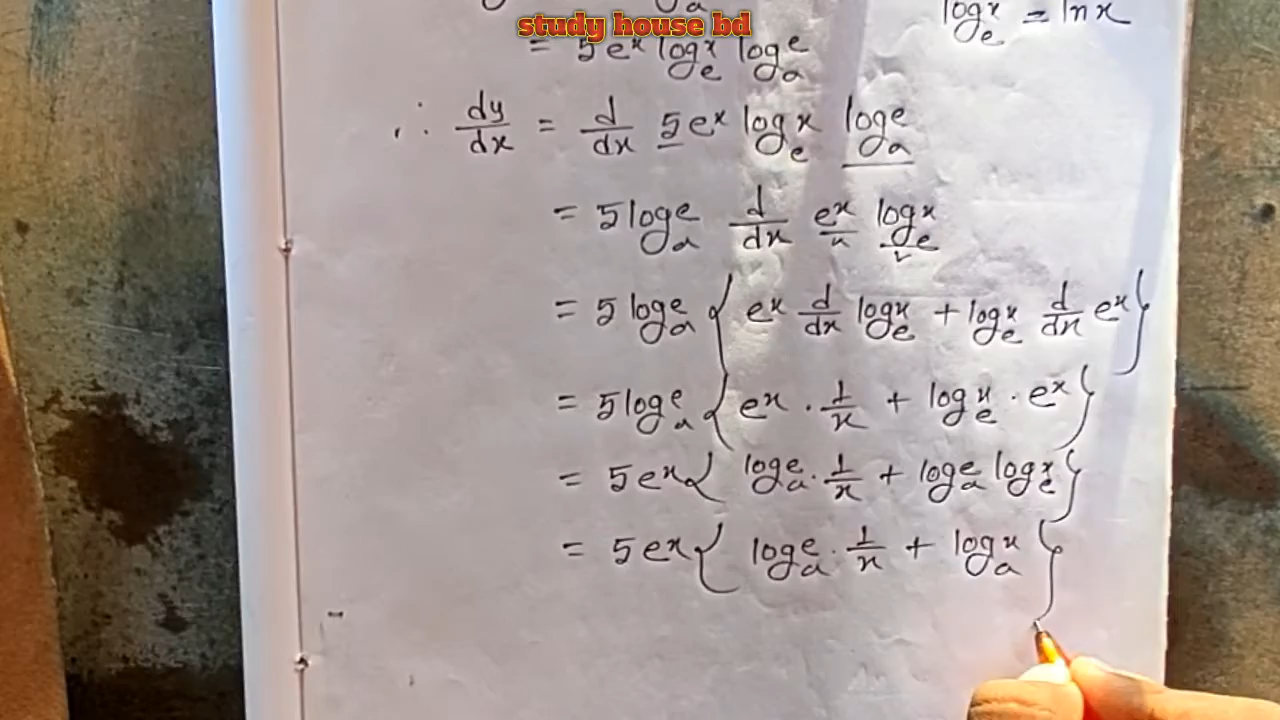 study house bd
logₑx = lnx
= 5eˣ logₑx logₐe
∴ dy/dx = d/dx 5eˣ logₑx logₐe
= 5logₐe d/dx eˣ logₑx
u v
= 5 logₐe { eˣ d/dx logₑx + logₑx d/dx eˣ }
= 5logₐe { eˣ · 1/x + logₑx · eˣ }
= 5eˣ { logₐe · 1/x + logₐe logₑx }
= 5eˣ { logₐe · 1/x + logₐx }